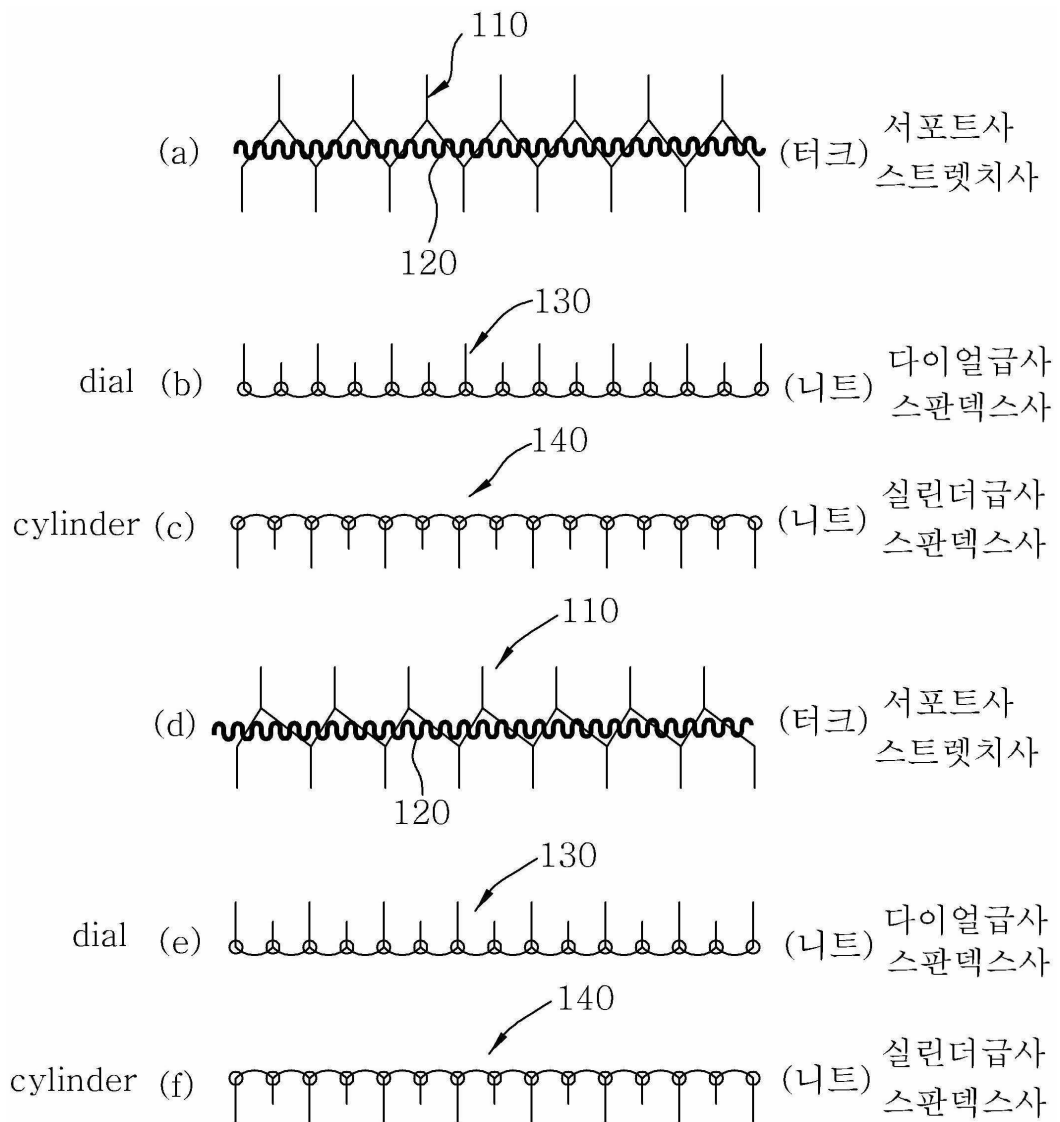 110
(a) (터크) 서포트사
스트렛치사
120
130
dial (b) (니트) 다이얼급사
스판덱스사
140
cylinder (c) (니트) 실린더급사
스판덱스사
110
(d) (터크) 서포트사
스트렛치사
120
130
dial (e) (니트) 다이얼급사
스판덱스사
140
cylinder (f) (니트) 실린더급사
스판덱스사